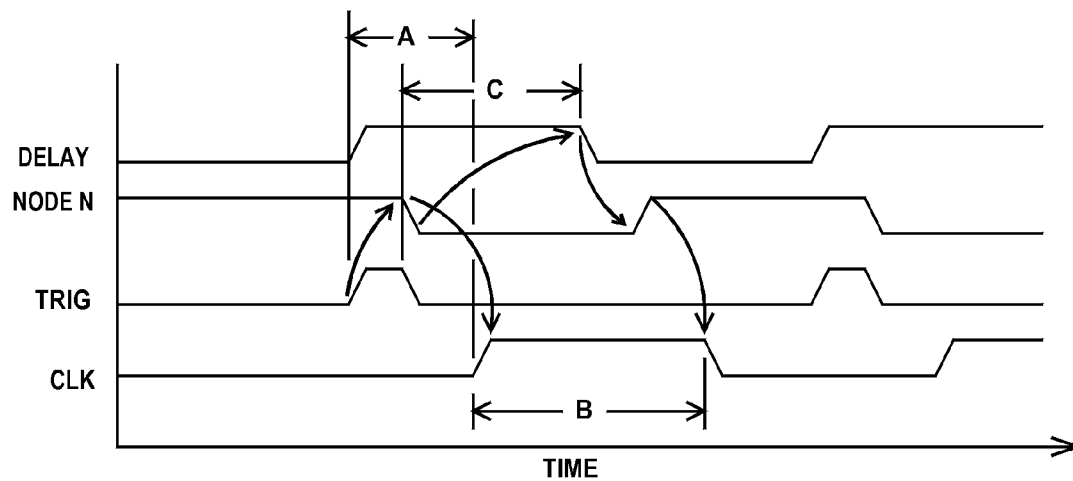 A
C
DELAY
NODE N
TRIG
CLK
B
TIME